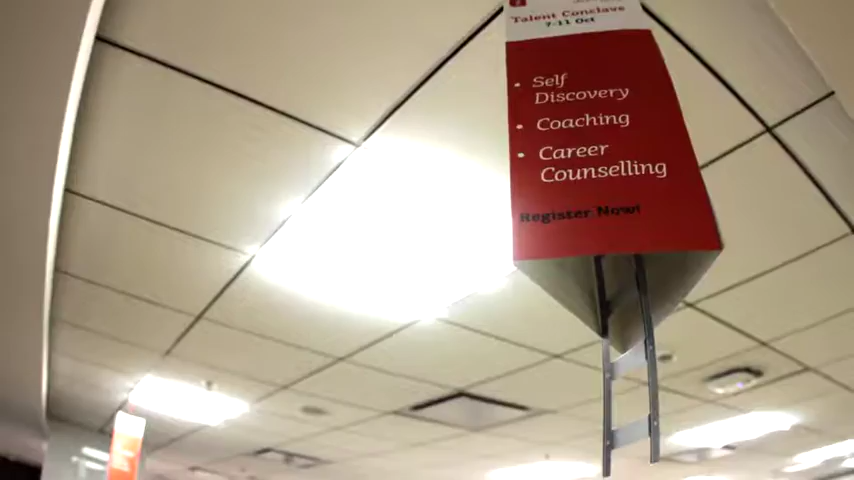 Talent Conclave
7-11 Oct
• Self
Discovery
• Coaching
• Career
Counselling
Register Now!